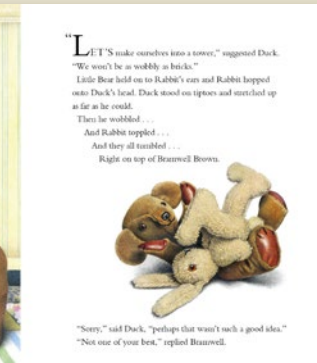 "LET'S make ourselves into a tower," suggested Duck.
"We won't be as wobbly as bricks."
Little Bear held on to Rabbit's ears and Rabbit hopped
onto Duck's head. Duck stood on tiptoes and stretched up
as far as he could.
Then he wobbled . . .
And Rabbit toppled . . .
And they all tumbled . . .
Right on top of Bramwell Brown.
"Sorry," said Duck, "perhaps that wasn't such a good idea."
"Not one of your best," replied Bramwell.